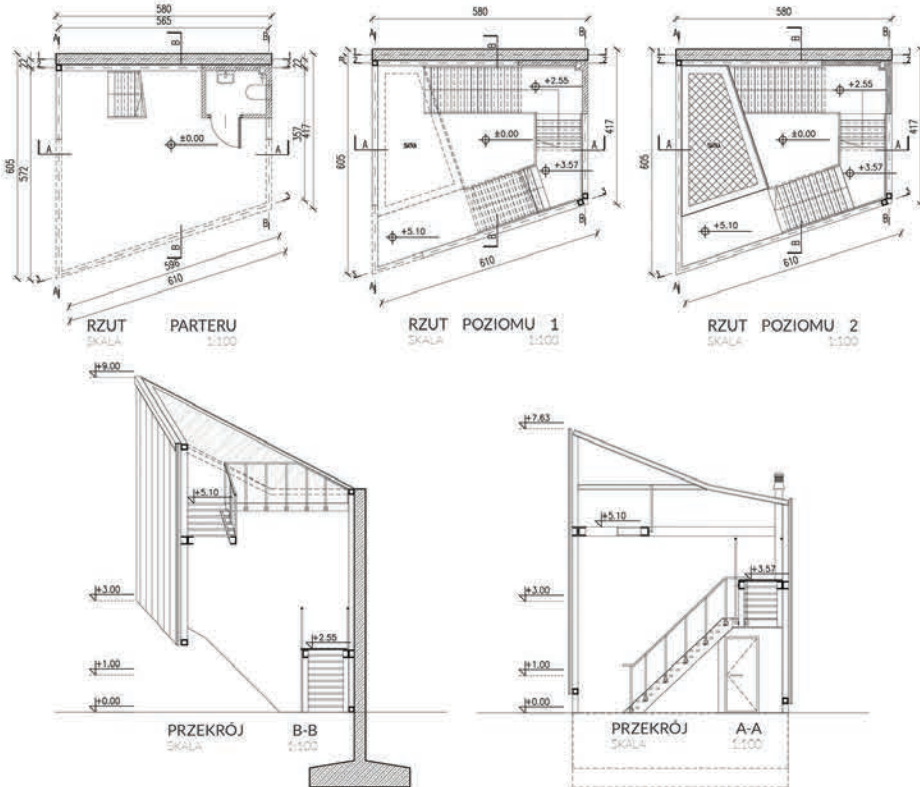 580
565
A
B
B
22
22
605
572
±0.00
352
417
A
A
B
B
A
596
610
RZUT PARTERU
SKALA 1:100
580
A
B
B
+2.55
±0.00
417
605
A
A
+3.57
+5.10
B
B
A
610
RZUT POZIOMU 1
SKALA 1:100
580
A
B
B
+2.55
±0.00
417
605
A
A
+3.57
+5.10
B
B
A
610
RZUT POZIOMU 2
SKALA 1:100
+9.00
+5.10
+3.00
+2.55
+1.00
+0.00
PRZEKRÓJ B-B
SKALA 1:100
+7.63
+5.10
+3.57
+3.00
+1.00
+0.00
PRZEKRÓJ A-A
SKALA 1:100